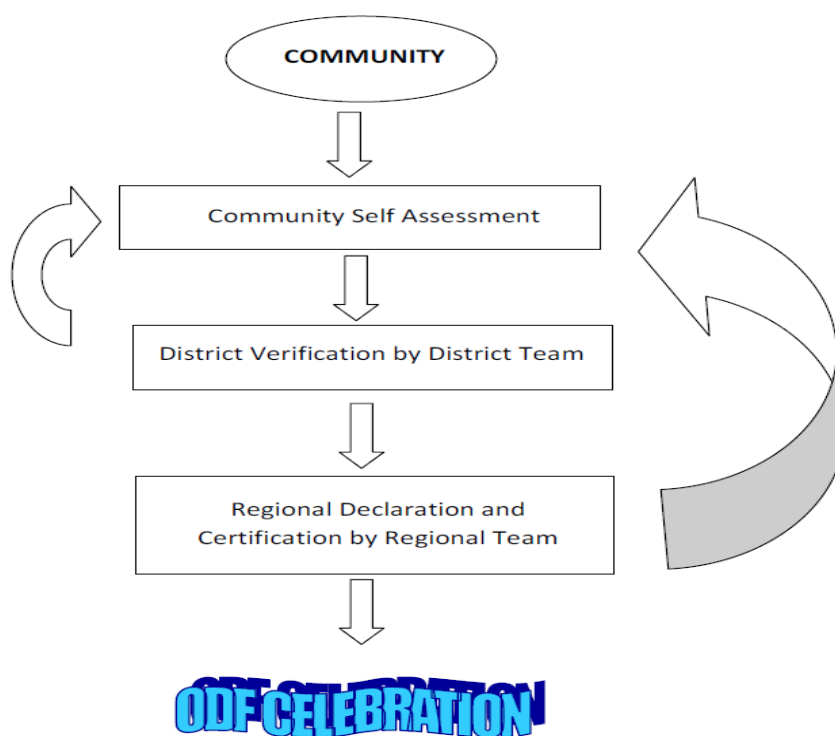 COMMUNITY
Community Self Assessment
District Verification by District Team
Regional Declaration and
Certification by Regional Team
ODF CELEBRATION